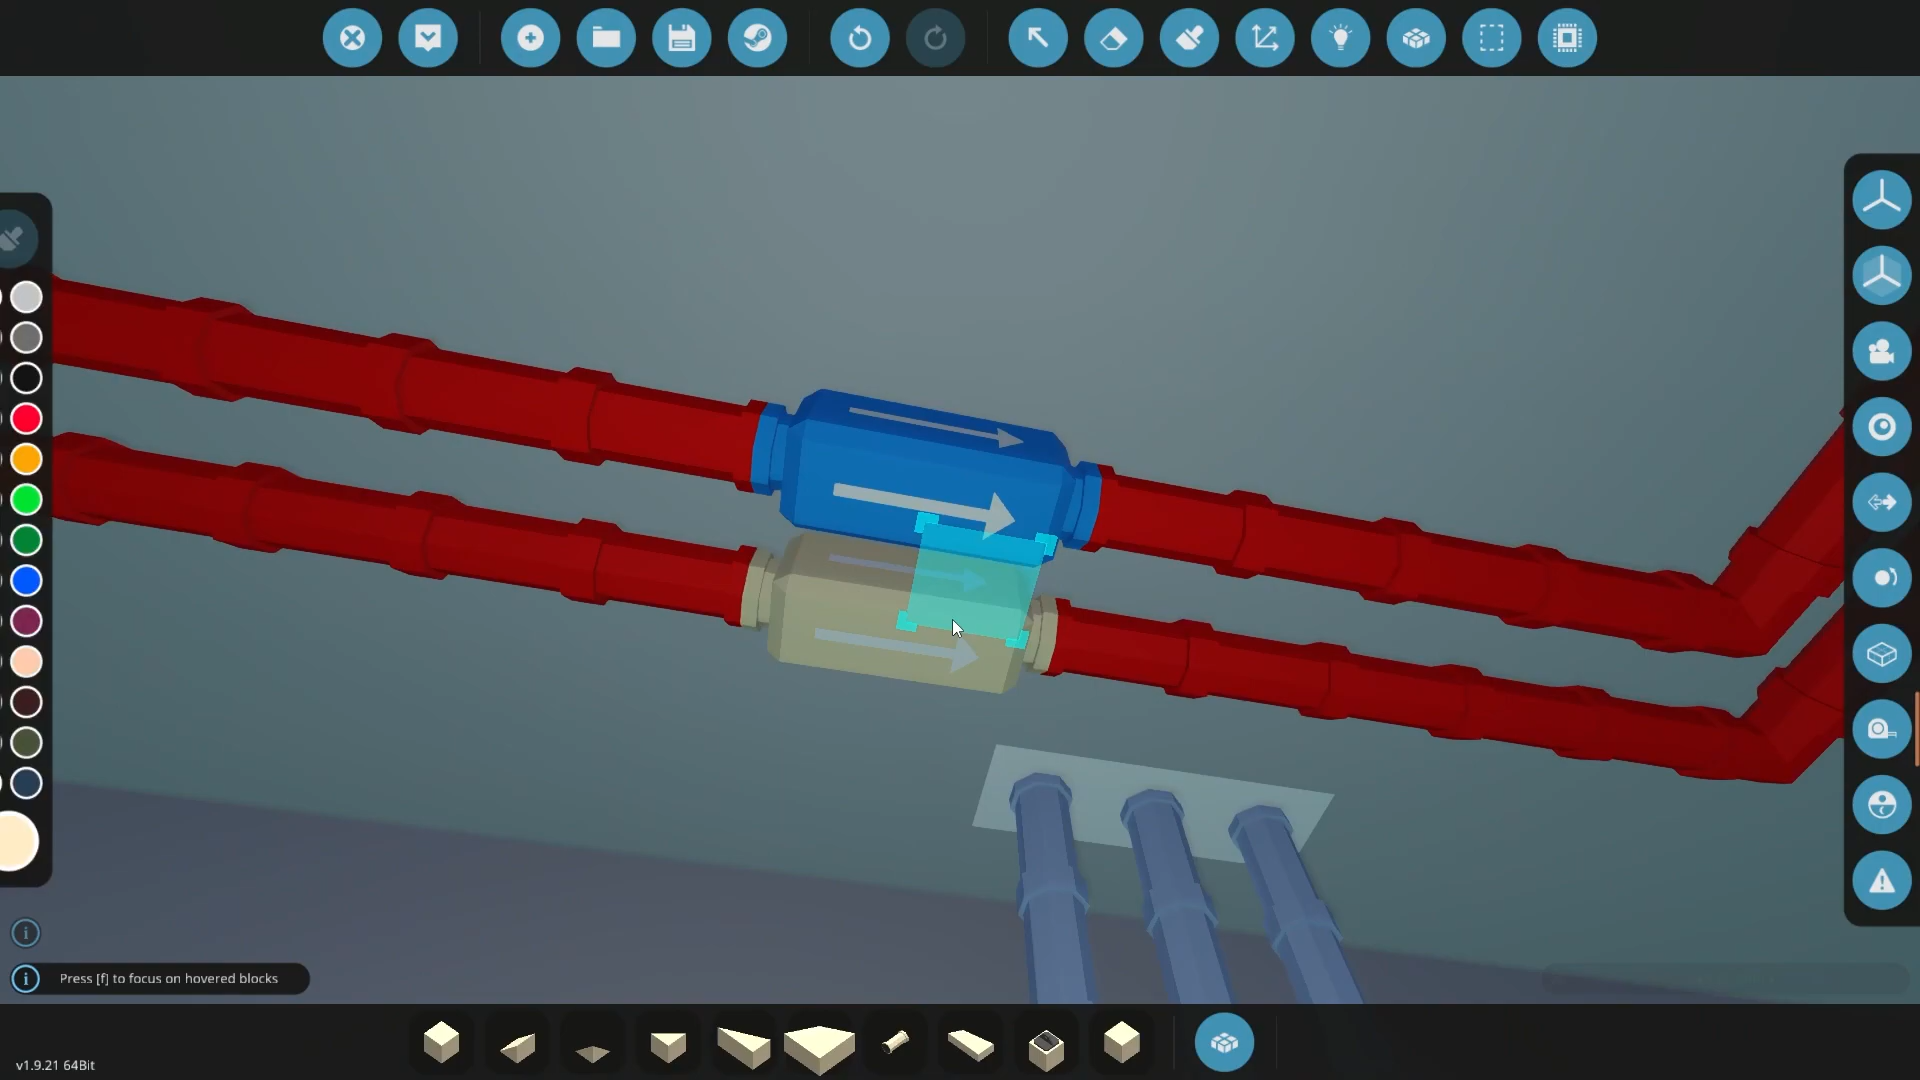 Press [f] to focus on hovered blocks
v1.9.21 64Bit